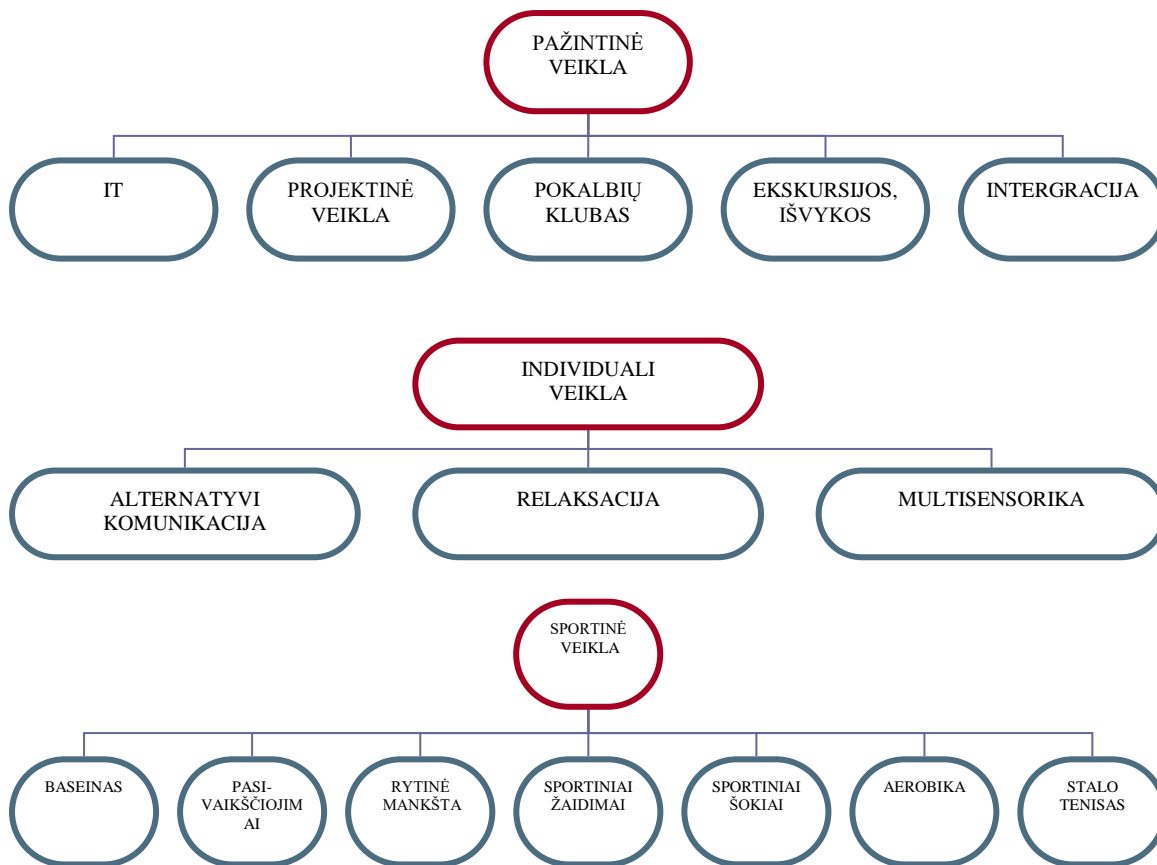 PAŽINTINĖ
VEIKLA
IT
PROJEKTINĖ
VEIKLA
POKALBIŲ
KLUBAS
EKSKURSIJOS,
IŠVYKOS
INTERGRACIJA
INDIVIDUALI
VEIKLA
ALTERNATYVI
KOMUNIKACIJA
RELAKSACIJA
MULTISENSORIKA
SPORTINĖ
VEIKLA
BASEINAS
PASI-
VAIKŠČIOJIM
AI
RYTINĖ
MANKŠTA
SPORTINIAI
ŽAIDIMAI
SPORTINIAI
ŠOKIAI
AEROBIKA
STALO
TENISAS